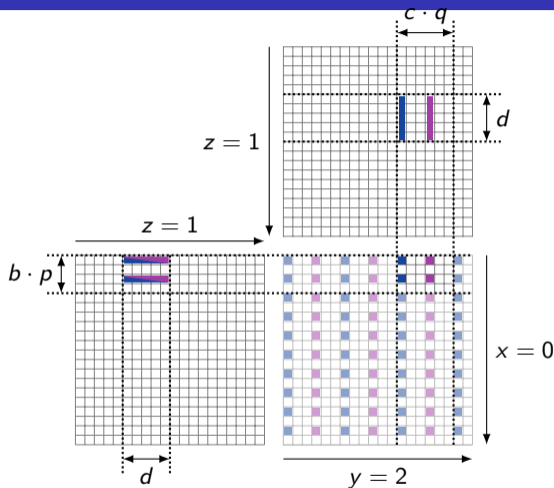 c · q
d
z = 1
z = 1
b · p
x = 0
d
y = 2